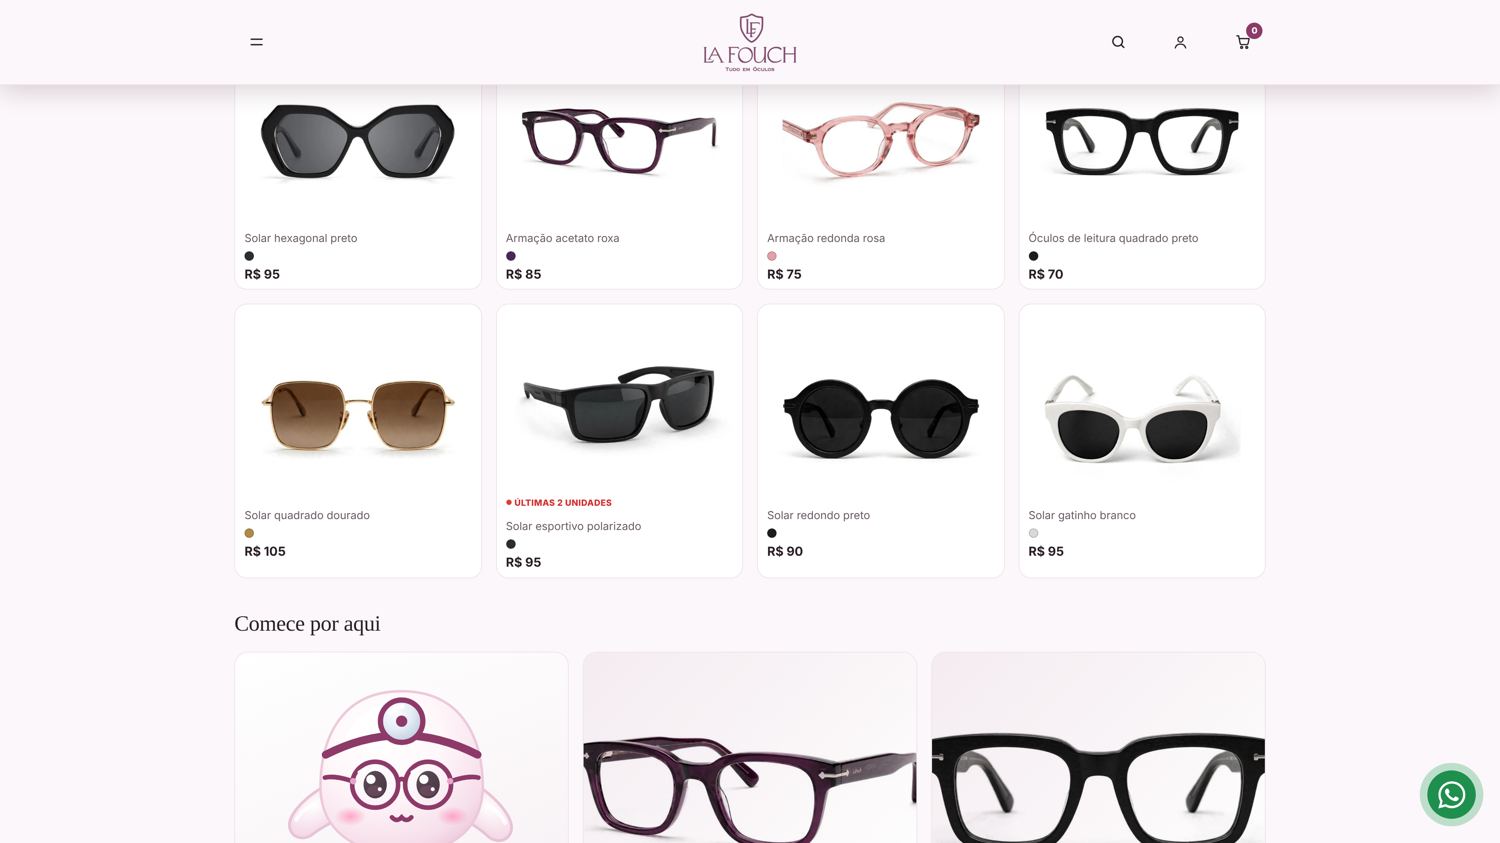 LF
LA FOUCH
Tudo em Óculos
0
Solar hexagonal preto
R$ 95
Armação acetato roxa
R$ 85
Armação redonda rosa
R$ 75
Óculos de leitura quadrado preto
R$ 70
Solar quadrado dourado
R$ 105
ÚLTIMAS 2 UNIDADES
Solar esportivo polarizado
R$ 95
Solar redondo preto
R$ 90
Solar gatinho branco
R$ 95
Comece por aqui